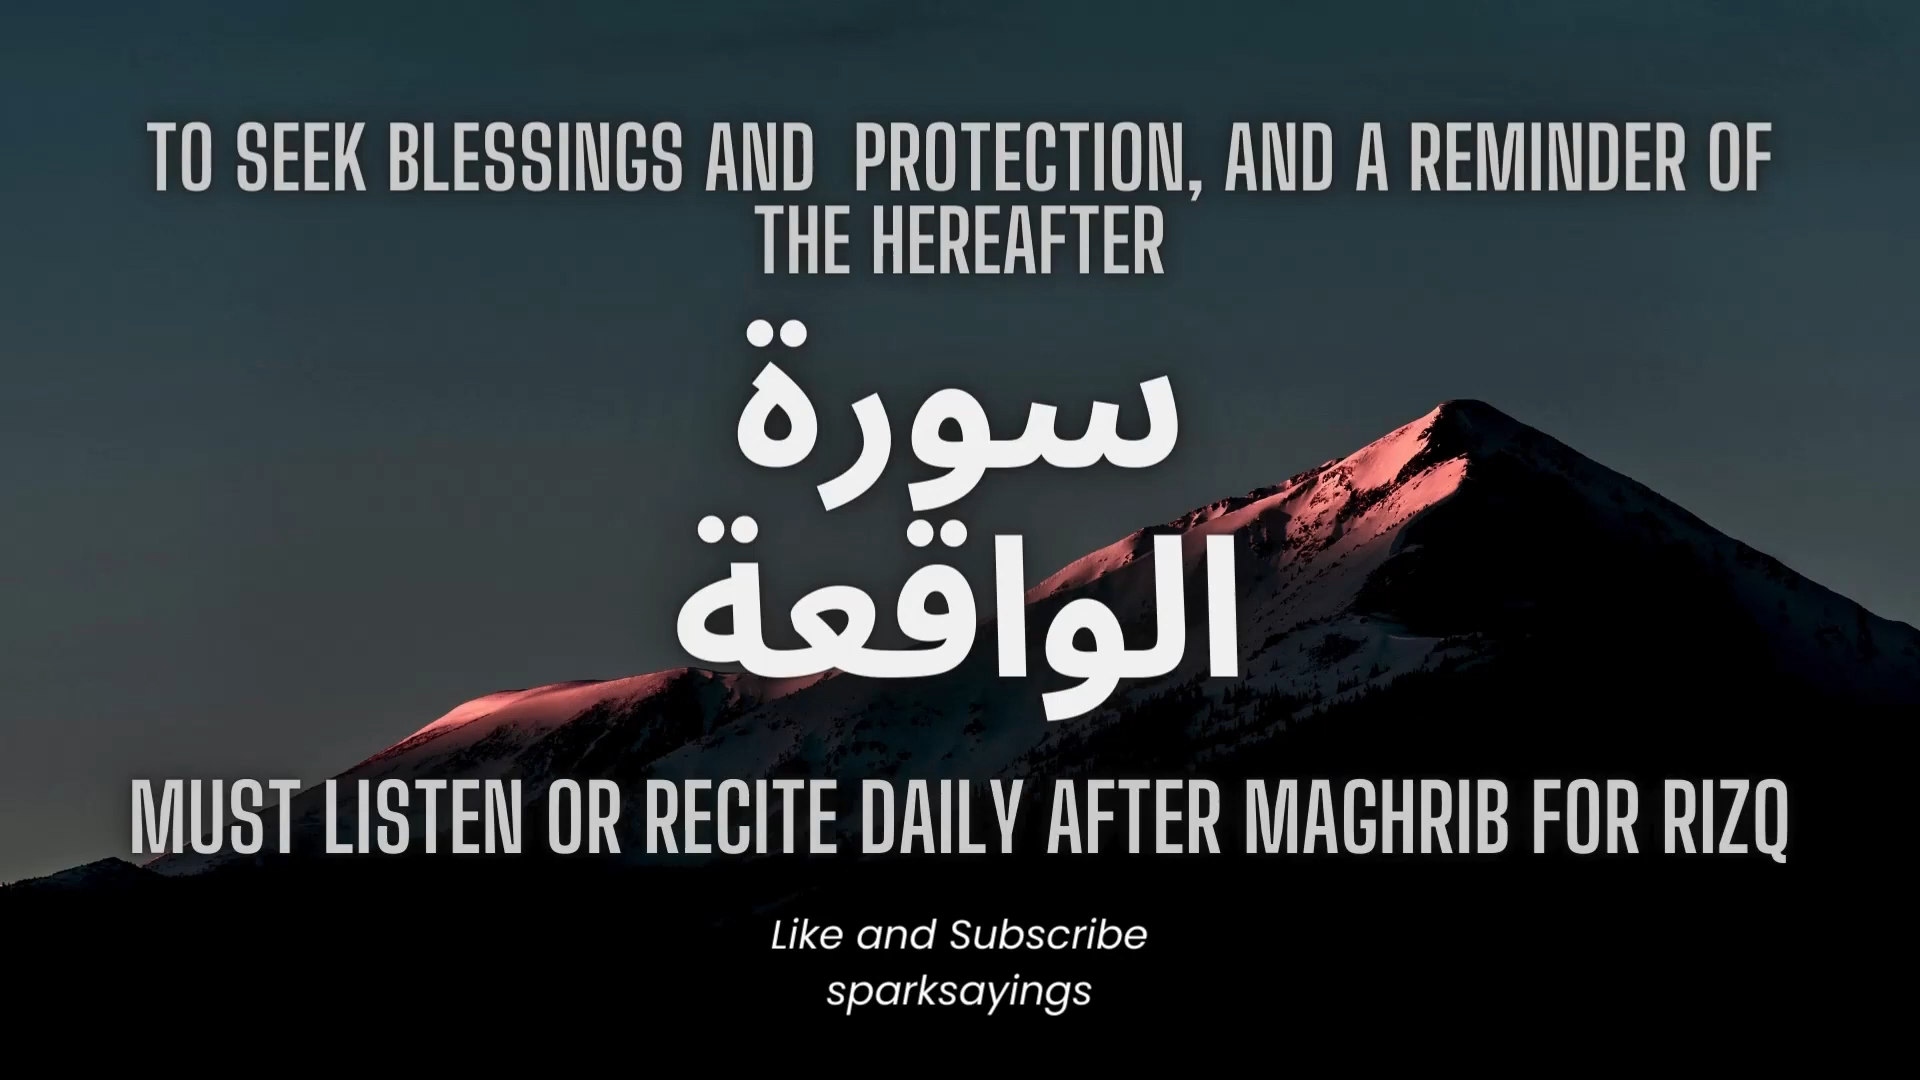 TO SEEK BLESSINGS AND PROTECTION, AND A REMINDER OF
THE HEREAFTER
سورة
الواقعة
MUST LISTEN OR RECITE DAILY AFTER MAGHRIB FOR RIZQ
Like and Subscribe
sparksayings